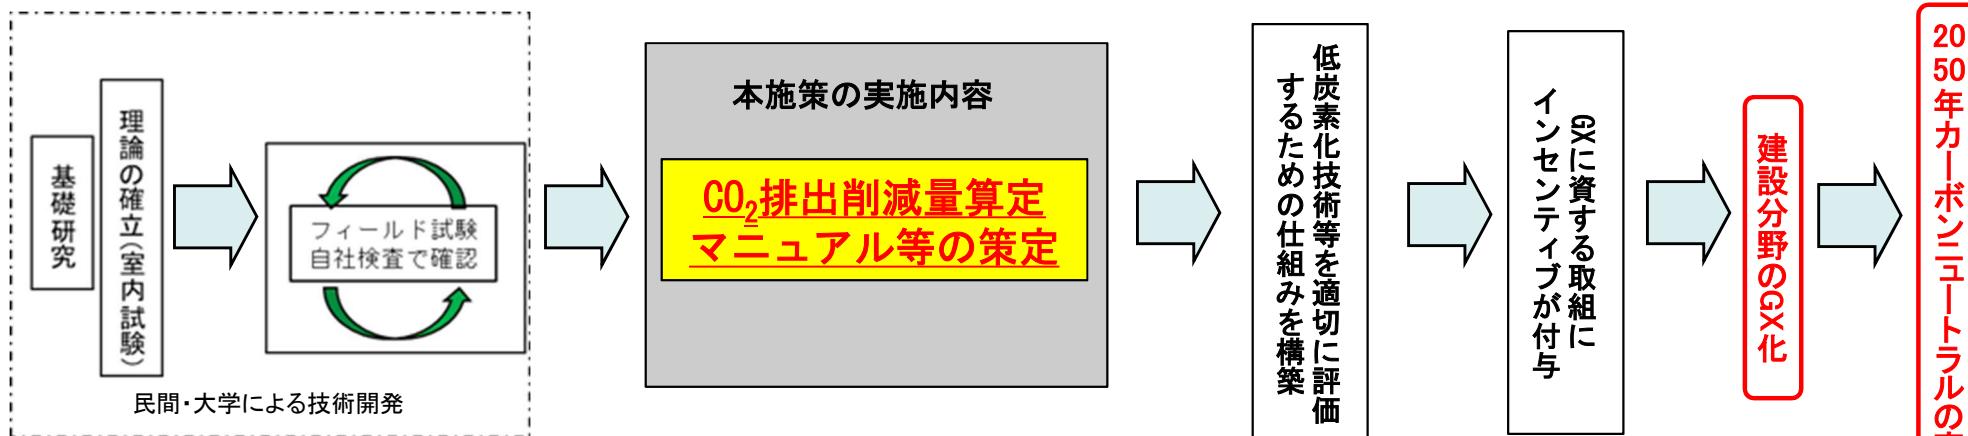 基礎研究
理論の確立(室内試験)
フィールド試験
自社検査で確認
民間・大学による技術開発
本施策の実施内容
CO2排出削減量算定
マニュアル等の策定
低炭素化技術等を適切に評価
するための仕組みを構築
GXに資する取組に
インセンティブが付与
建設分野のGX化
2050年カーボンニュートラルの